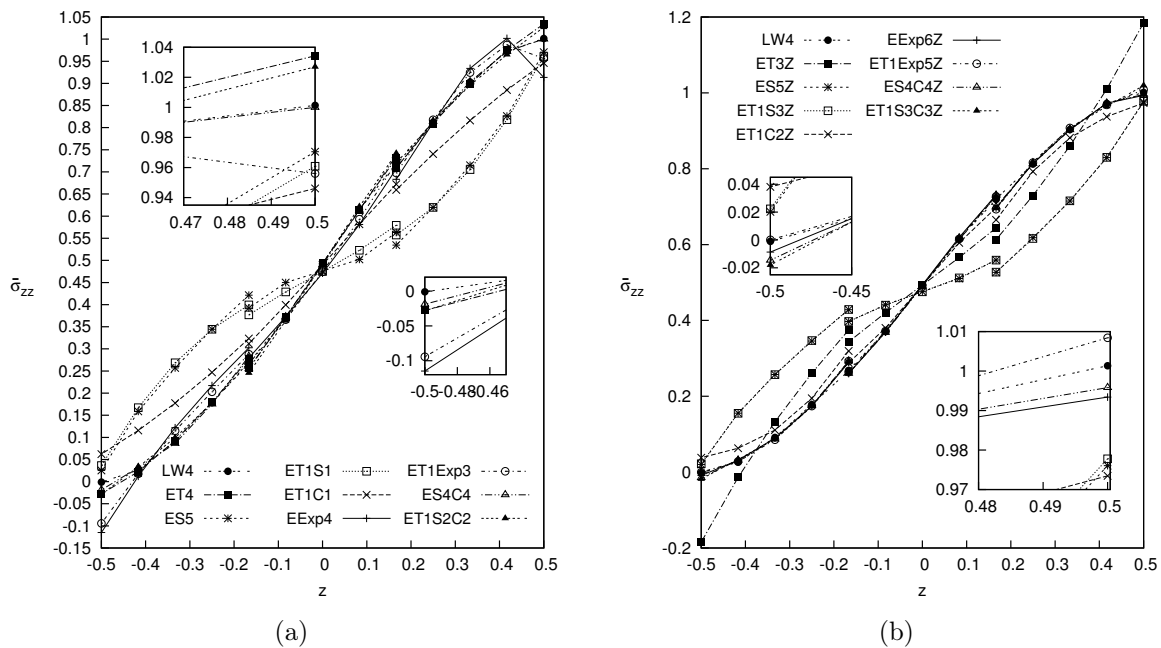 1.05
1
0.95
0.9
0.85
0.8
0.75
0.7
0.65
0.6
0.55
0.5
0.45
0.4
0.35
0.3
0.25
0.2
0.15
0.1
0.05
0
-0.05
-0.1
-0.15
σ̄zz
-0.5 -0.4 -0.3 -0.2 -0.1 0 0.1 0.2 0.3 0.4 0.5
z
1.04
1.02
1
0.98
0.96
0.94
0.47 0.48 0.49 0.5
0
-0.05
-0.1
-0.5 -0.48 -0.46
LW4 ET1S1 ET1Exp3
ET4 ET1C1 ES4C4
ES5 EExp4 ET1S2C2
(a)
1.2
1
0.8
0.6
0.4
0.2
0
-0.2
σ̄zz
-0.5 -0.4 -0.3 -0.2 -0.1 0 0.1 0.2 0.3 0.4 0.5
z
LW4 EExp6Z
ET3Z ET1Exp5Z
ES5Z ES4C4Z
ET1S3Z ET1S3C3Z
ET1C2Z
0.04
0.02
0
-0.02
-0.5 -0.45
1.01
1
0.99
0.98
0.97
0.48 0.49 0.5
(b)